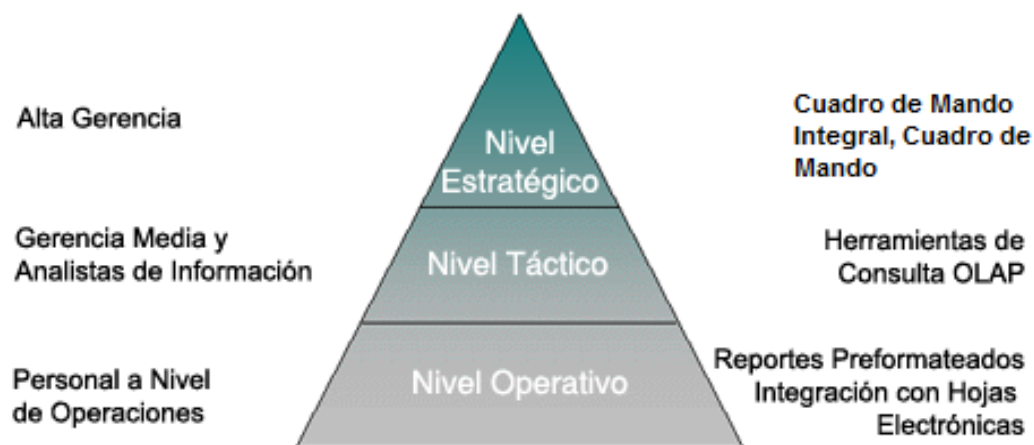 Alta Gerencia
Nivel
Estratégico
Cuadro de Mando
Integral, Cuadro de
Mando
Gerencia Media y
Analistas de Información
Nivel Táctico
Herramientas de
Consulta OLAP
Personal a Nivel
de Operaciones
Nivel Operativo
Reportes Preformateados
Integración con Hojas
Electrónicas